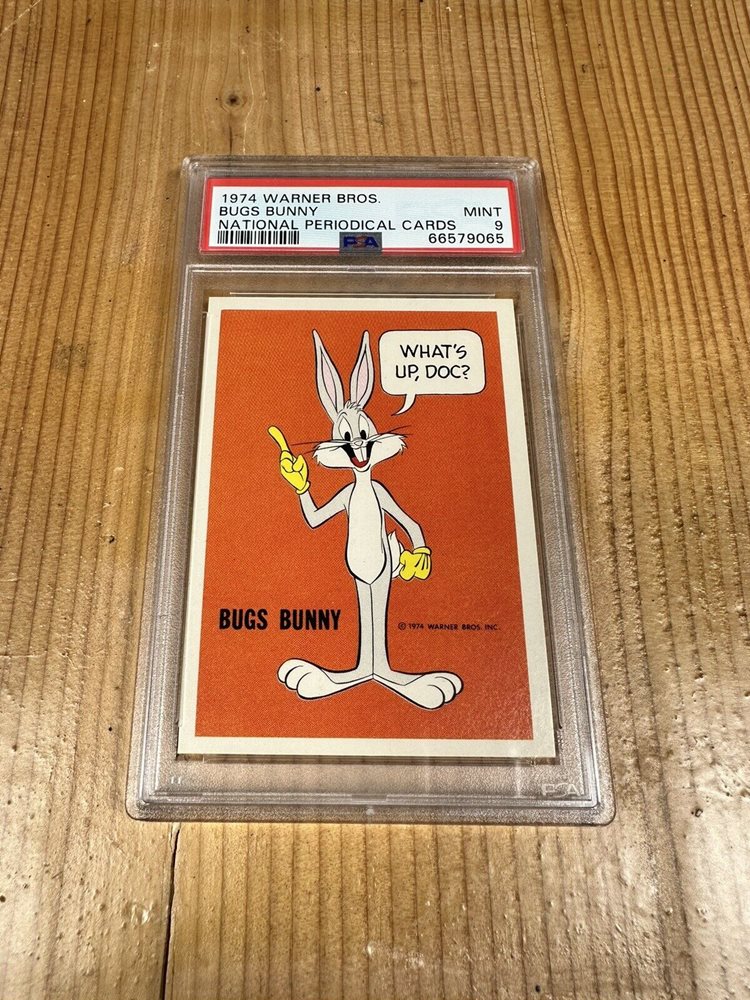 1974 WARNER BROS.
BUGS BUNNY MINT
NATIONAL PERIODICAL CARDS 9
PSA 66579065
WHAT'S
UP, DOC?
BUGS BUNNY
© 1974 WARNER BROS. INC.
PSA